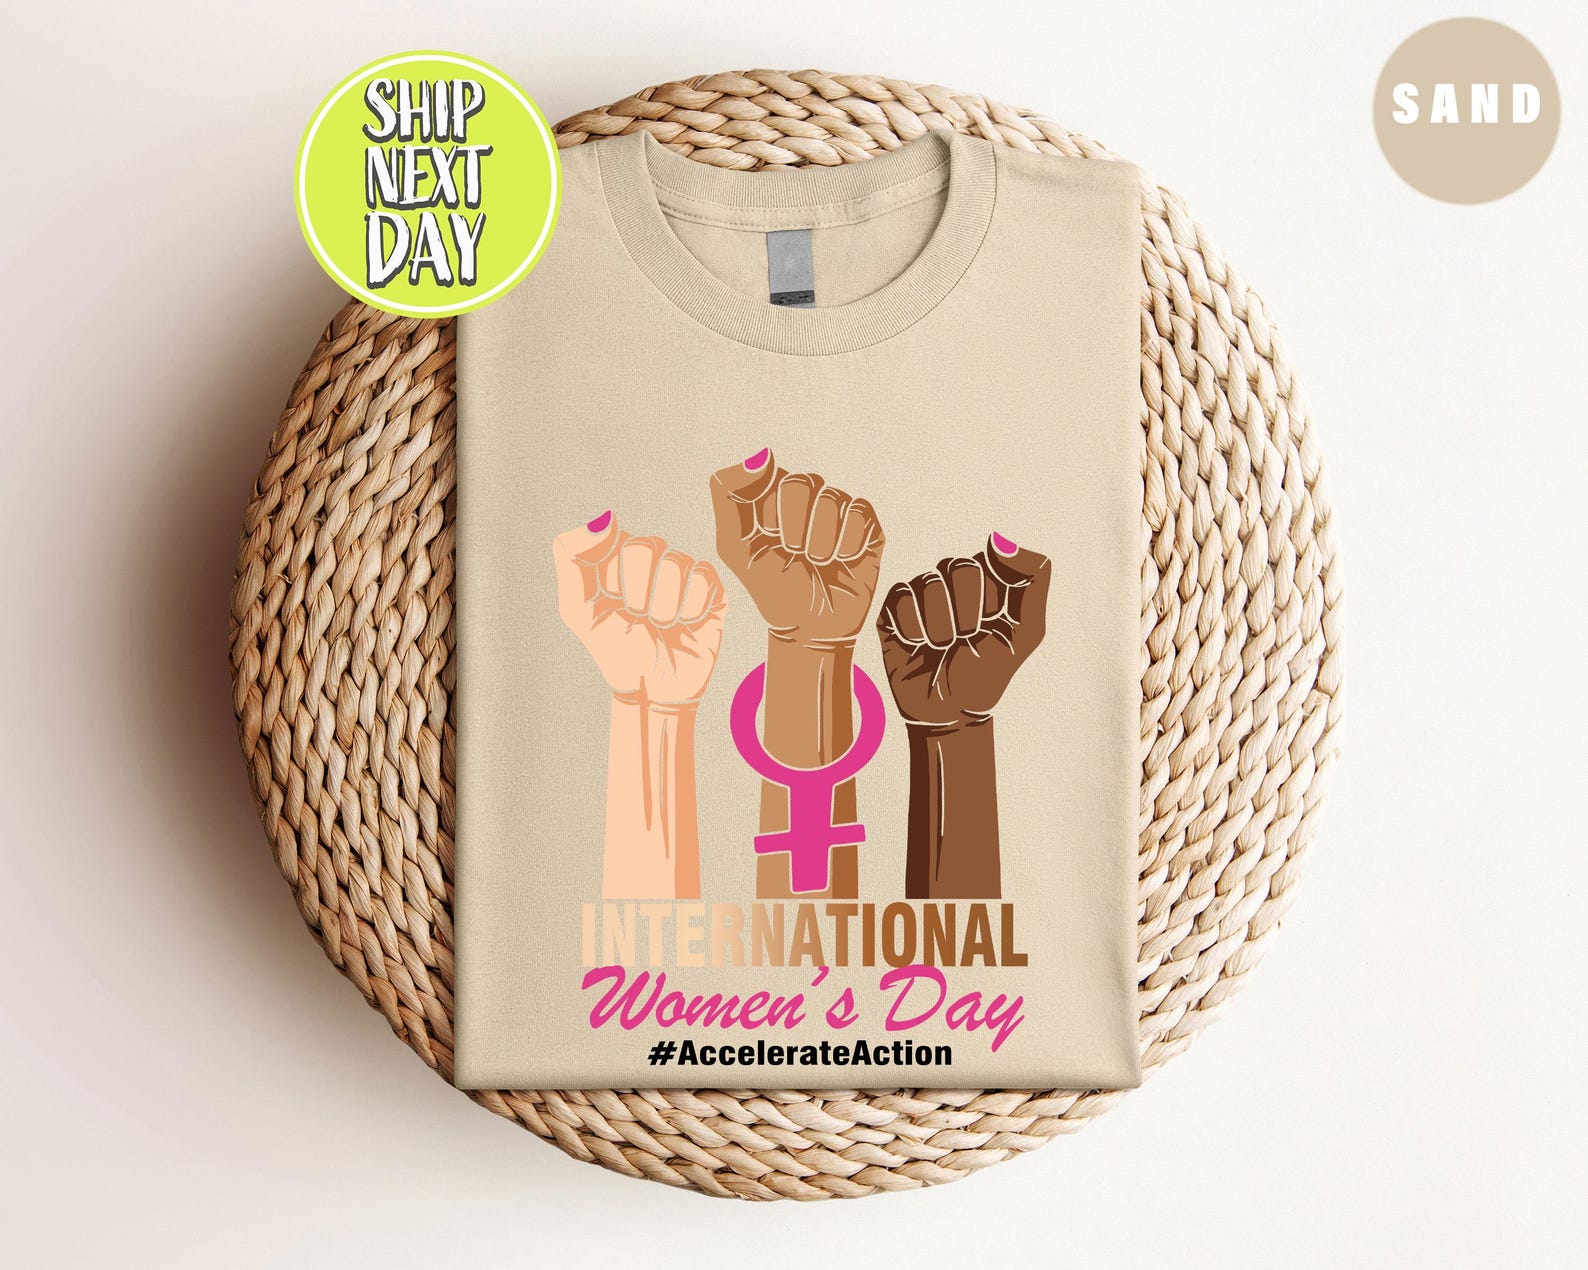 SHIP
NEXT
DAY
SAND
INTERNATIONAL
Women's Day
#AccelerateAction